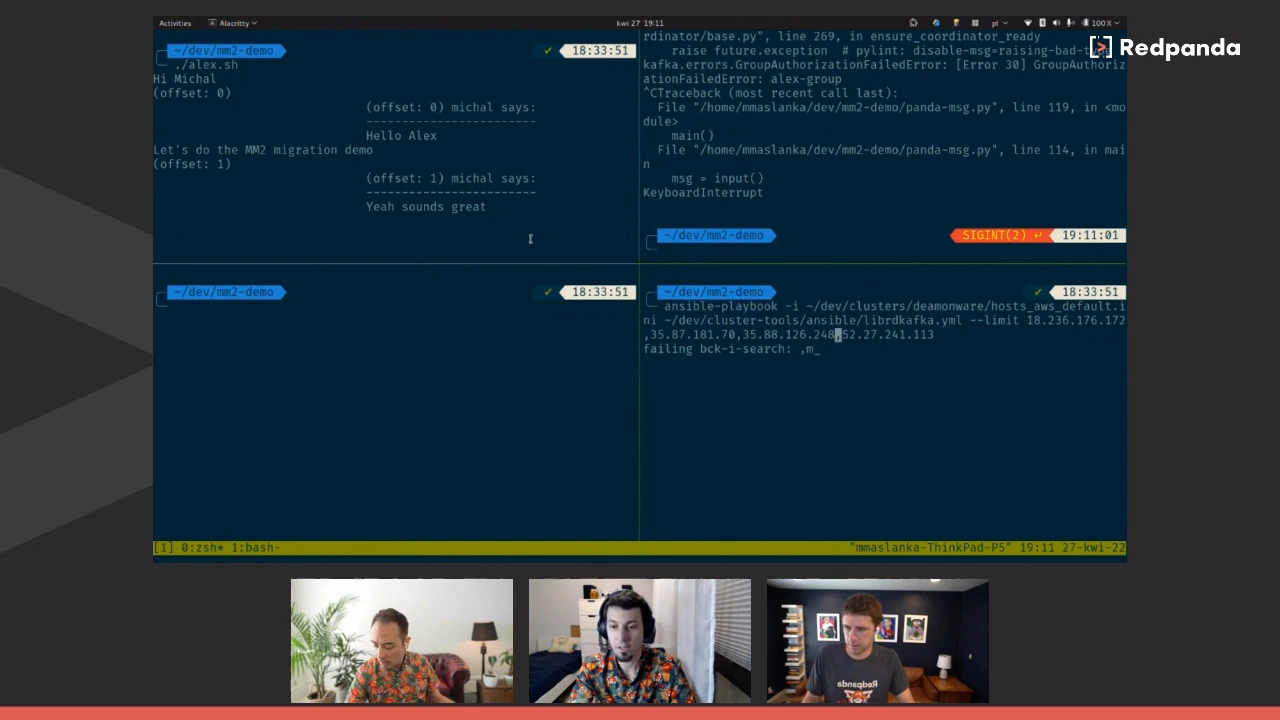 Activities
Alacritty
kwi 27 19:11
pl
100 %
Redpanda
~/dev/mm2-demo
✔ 18:33:51
./alex.sh
Hi Michal
(offset: 0)
(offset: 0) michal says:
------------------------
Hello Alex
Let's do the MM2 migration demo
(offset: 1)
(offset: 1) michal says:
------------------------
Yeah sounds great
rdinator/base.py", line 269, in ensure_coordinator_ready
raise future.exception  # pylint: disable-msg=raising-bad-ty
kafka.errors.GroupAuthorizationFailedError: [Error 30] GroupAuthoriz
ationFailedError: alex-group
^CTraceback (most recent call last):
File "/home/mmaslanka/dev/mm2-demo/panda-msg.py", line 119, in <mo
dule>
main()
File "/home/mmaslanka/dev/mm2-demo/panda-msg.py", line 114, in mai
n
msg = input()
KeyboardInterrupt
~/dev/mm2-demo
SIGINT(2) ↵ 19:11:01
~/dev/mm2-demo
✔ 18:33:51
~/dev/mm2-demo
✔ 18:33:51
ansible-playbook -i ~/dev/clusters/deamonware/hosts_aws_default.i
ni ~/dev/cluster-tools/ansible/librdkafka.yml --limit 18.236.176.172
,35.87.181.70,35.88.126.248,52.27.241.113
failing bck-i-search: ,m_
[1] 0:zsh* 1:bash-
"mmaslanka-ThinkPad-P5" 19:11 27-kwi-22
Redpanda